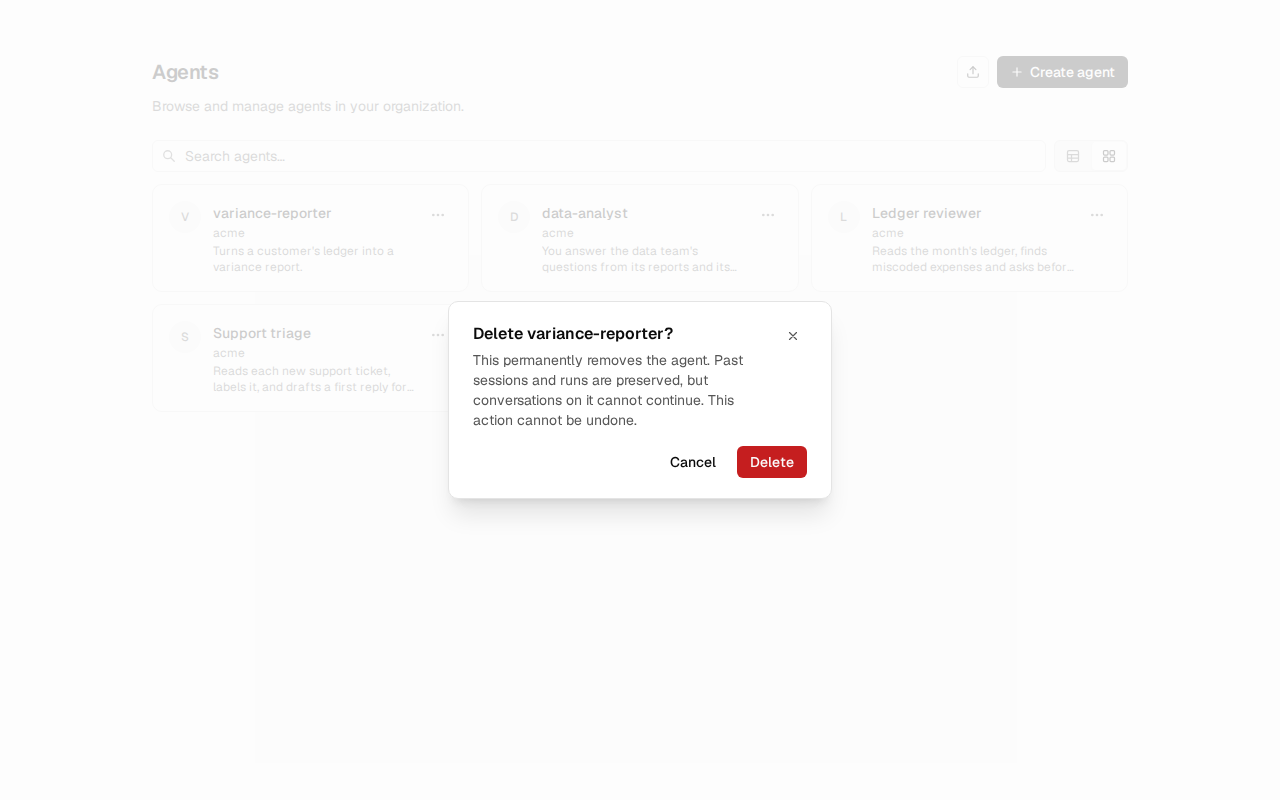 Agents
Create agent
Browse and manage agents in your organization.
Search agents…
V
variance-reporter
acme
Turns a customer's ledger into a
variance report.
D
data-analyst
acme
You answer the data team's
questions from its reports and its…
L
Ledger reviewer
acme
Reads the month's ledger, finds
miscoded expenses and asks befor…
S
Support triage
acme
Reads each new support ticket,
labels it, and drafts a first reply for…
Delete variance-reporter?
This permanently removes the agent. Past
sessions and runs are preserved, but
conversations on it cannot continue. This
action cannot be undone.
Cancel
Delete